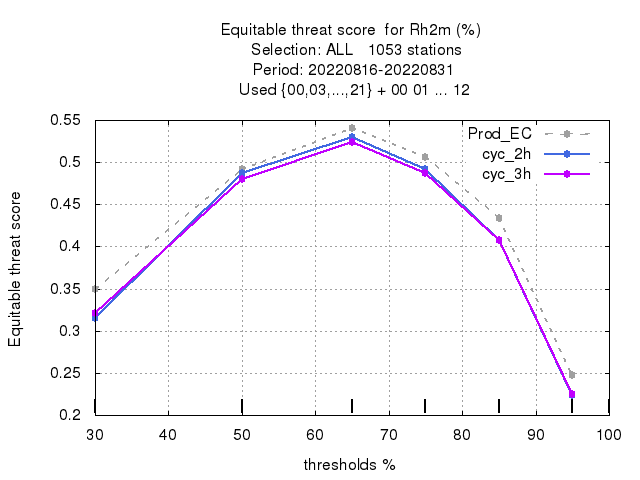 Equitable threat score  for Rh2m (%)
Selection: ALL   1053 stations
Period: 20220816-20220831
Used {00,03,...,21} + 00 01 ... 12
Prod_EC
cyc_2h
cyc_3h
Equitable threat score
0.55
0.5
0.45
0.4
0.35
0.3
0.25
0.2
30 40 50 60 70 80 90 100
thresholds %